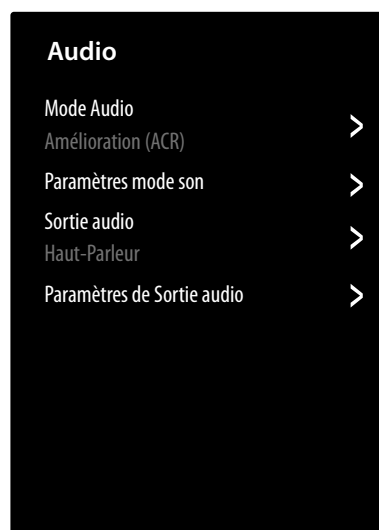 Audio
Mode Audio
Amélioration (ACR)
Paramètres mode son
Sortie audio
Haut-Parleur
Paramètres de Sortie audio